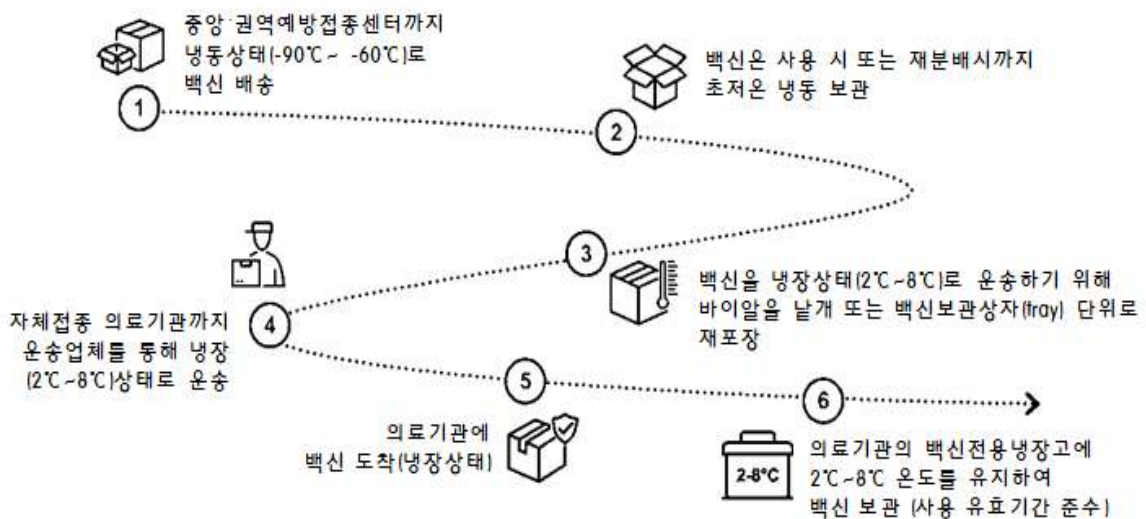 중앙·권역예방접종센터까지
냉동상태(-90℃~ -60℃)로
백신 배송
1
백신은 사용 시 또는 재분배시까지
초저온 냉동 보관
2
3
백신을 냉장상태(2℃~8℃)로 운송하기 위해
바이알을 낱개 또는 백신보관상자(tray) 단위로
재포장
4
자체접종 의료기관까지
운송업체를 통해 냉장
(2℃~8℃)상태로 운송
5
의료기관에
백신 도착(냉장상태)
6
2-8°C
의료기관의 백신전용냉장고에
2℃~8℃ 온도를 유지하여
백신 보관 (사용 유효기간 준수)